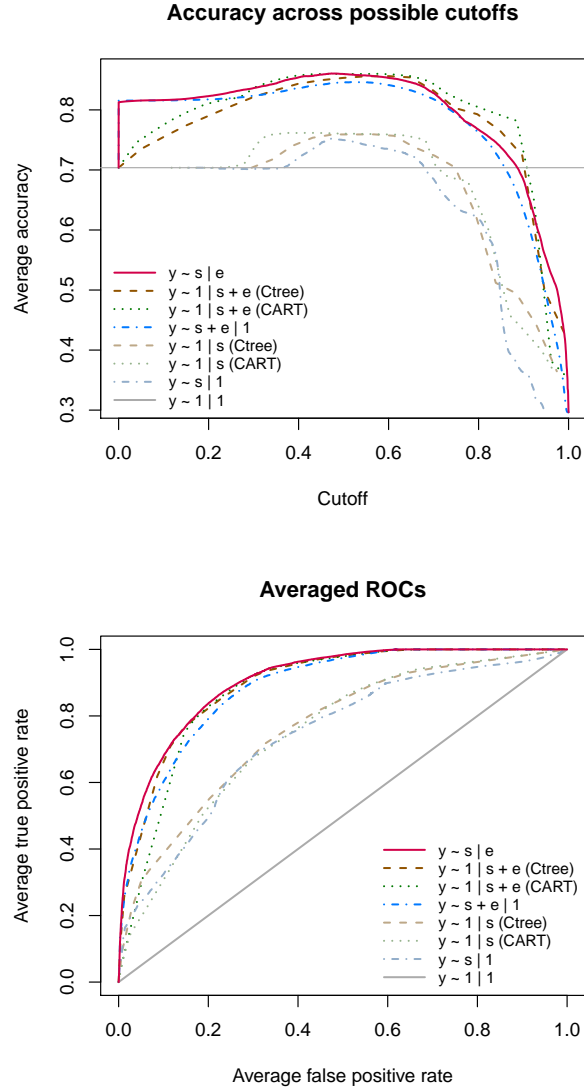 Accuracy across possible cutoffs
Average accuracy
0.8
0.7
0.6
0.5
0.4
0.3
y ~ s | e
y ~ 1 | s + e (Ctree)
y ~ 1 | s + e (CART)
y ~ s + e | 1
y ~ 1 | s (Ctree)
y ~ 1 | s (CART)
y ~ s | 1
y ~ 1 | 1
0.0 0.2 0.4 0.6 0.8 1.0
Cutoff
Averaged ROCs
Average true positive rate
1.0
0.8
0.6
0.4
0.2
0.0
y ~ s | e
y ~ 1 | s + e (Ctree)
y ~ 1 | s + e (CART)
y ~ s + e | 1
y ~ 1 | s (Ctree)
y ~ 1 | s (CART)
y ~ s | 1
y ~ 1 | 1
0.0 0.2 0.4 0.6 0.8 1.0
Average false positive rate